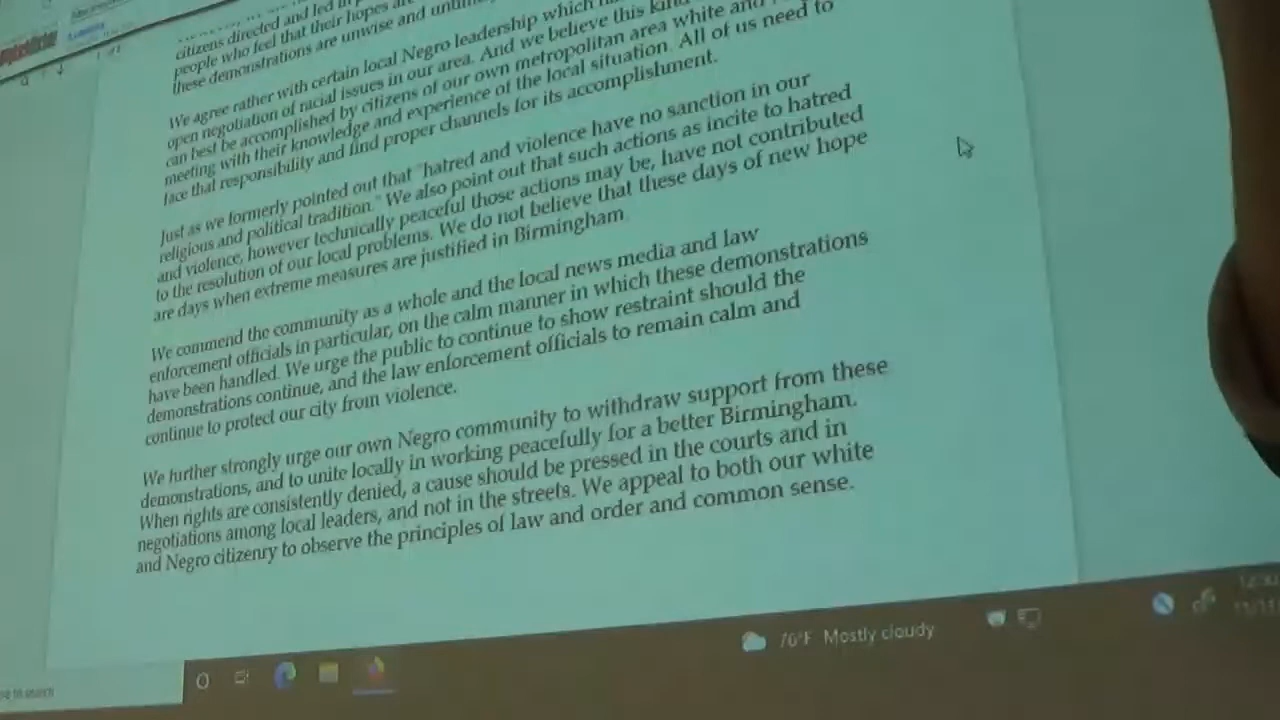 citizens directed and led in
people who feel that their hopes are
these demonstrations are unwise and
We agree rather with certain local Negro leadership which
open negotiation of racial issues in our area. And we believe this kind
can best be accomplished by citizens of our own metropolitan area white and
meeting with their knowledge and experience of the local situation. All of us need to
face that responsibility and find proper channels for its accomplishment.
Just as we formerly pointed out that "hatred and violence have no sanction in our
religious and political tradition." We also point out that such actions as incite to hatred
and violence, however technically peaceful those actions may be, have not contributed
to the resolution of our local problems. We do not believe that these days of new hope
are days when extreme measures are justified in Birmingham.
We commend the community as a whole and the local news media and law
enforcement officials in particular, on the calm manner in which these demonstrations
have been handled. We urge the public to continue to show restraint should the
demonstrations continue, and the law enforcement officials to remain calm and
continue to protect our city from violence.
We further strongly urge our own Negro community to withdraw support from these
demonstrations, and to unite locally in working peacefully for a better Birmingham.
When rights are consistently denied, a cause should be pressed in the courts and in
negotiations among local leaders, and not in the streets. We appeal to both our white
and Negro citizenry to observe the principles of law and order and common sense.
70°F Mostly cloudy